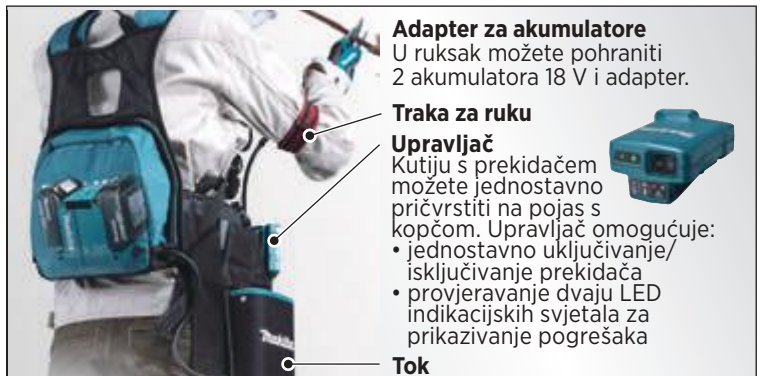 Adapter za akumulatore
U ruksak možete pohraniti
2 akumulatora 18 V i adapter.
Traka za ruku
Upravljač
Kutiju s prekidačem
možete jednostavno
pričvrstiti na pojas s
kopčom. Upravljač omogućuje:
• jednostavno uključivanje/
isključivanje prekidača
• provjeravanje dvaju LED
indikacijskih svjetala za
prikazivanje pogrešaka
Tok
Makita